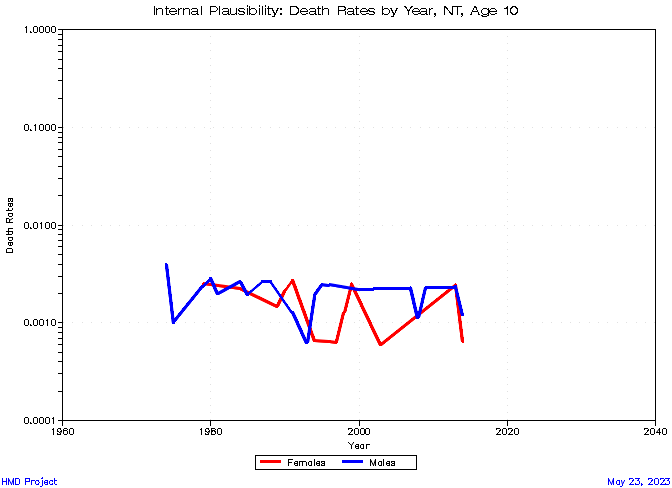 Internal Plausibility: Death Rates by Year, NT, Age 10
1.0000
0.1000
0.0100
0.0010
0.0001
Death Rates
1960 1980 2000 2020 2040
Year
Females Males
HMD Project May 23, 2023